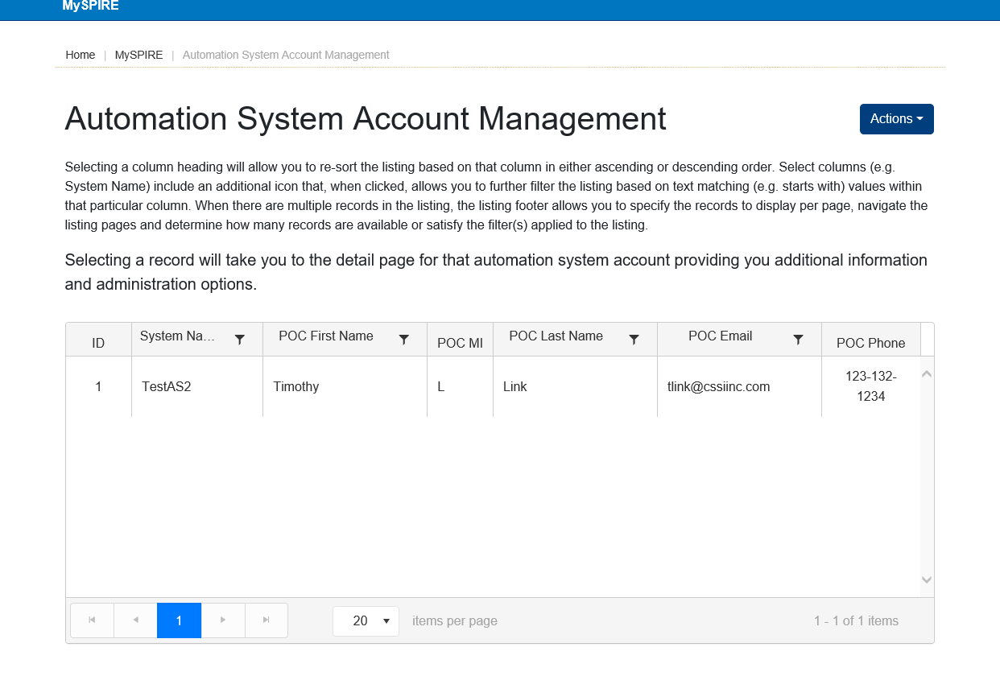 MySPIRE
Home | MySPIRE | Automation System Account Management
Automation System Account Management
Actions
Selecting a column heading will allow you to re-sort the listing based on that column in either ascending or descending order. Select columns (e.g.
System Name) include an additional icon that, when clicked, allows you to further filter the listing based on text matching (e.g. starts with) values within
that particular column. When there are multiple records in the listing, the listing footer allows you to specify the records to display per page, navigate the
listing pages and determine how many records are available or satisfy the filter(s) applied to the listing.
Selecting a record will take you to the detail page for that automation system account providing you additional information
and administration options.
ID System Na... POC First Name POC MI POC Last Name POC Email POC Phone
1 TestAS2 Timothy L Link tlink@cssiinc.com 123-132-
1234
1 20 items per page 1 - 1 of 1 items